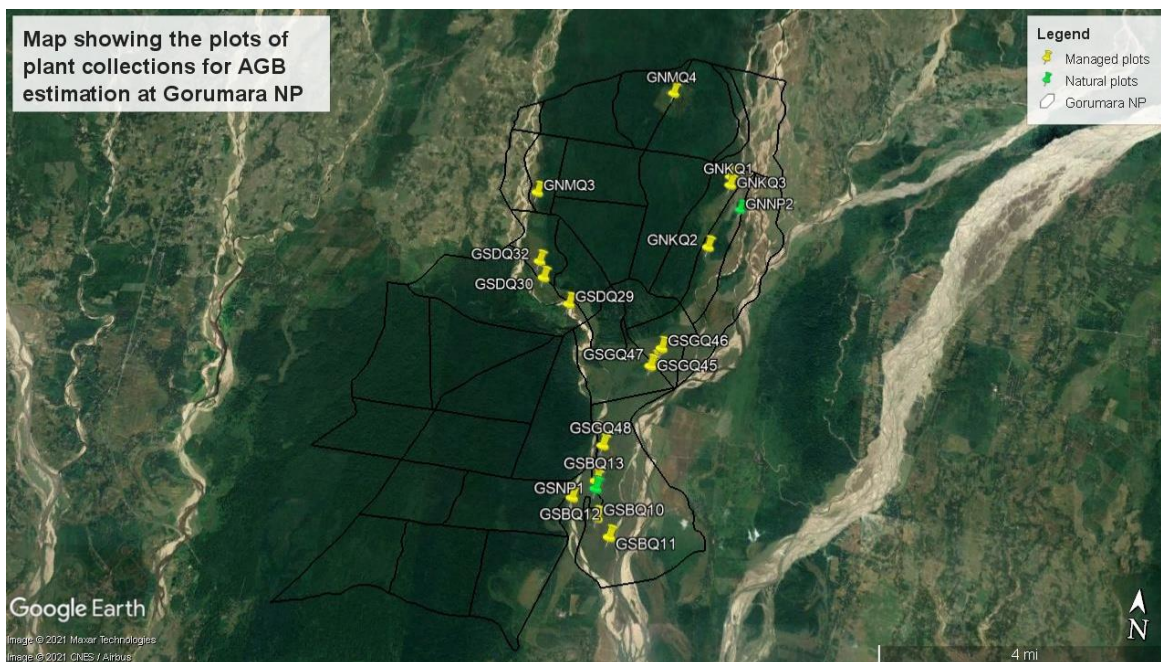 Map showing the plots of
plant collections for AGB
estimation at Gorumara NP
Legend
Managed plots
Natural plots
Gorumara NP
GNMQ4
GNKQ1
GNKQ3
GNMQ3
GNNP2
GNKQ2
GSDQ32
GSDQ30
GSDQ29
GSGQ46
GSGQ47
GSGQ45
GSGQ48
GSBQ13
GSNP1
GSBQ12
GSBQ10
GSBQ11
Google Earth
Image © 2021 Maxar Technologies
Image © 2021 CNES / Airbus
N
4 mi